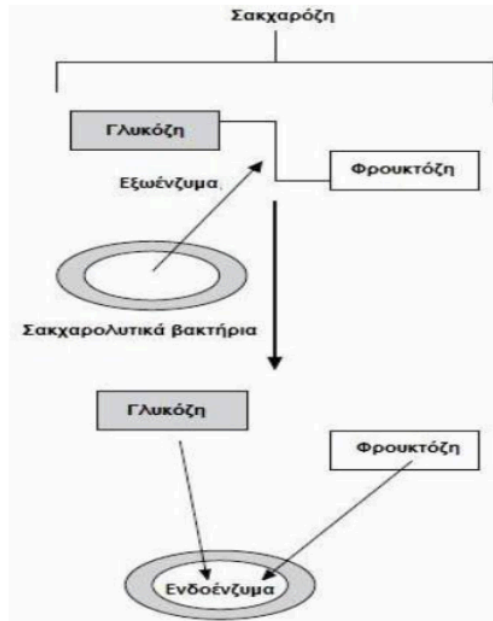 Σακχαρόζη
Γλυκόζη
Φρουκτόζη
Εξωένζυμα
Σακχαρολυτικά βακτήρια
Γλυκόζη
Φρουκτόζη
Ενδοένζυμα